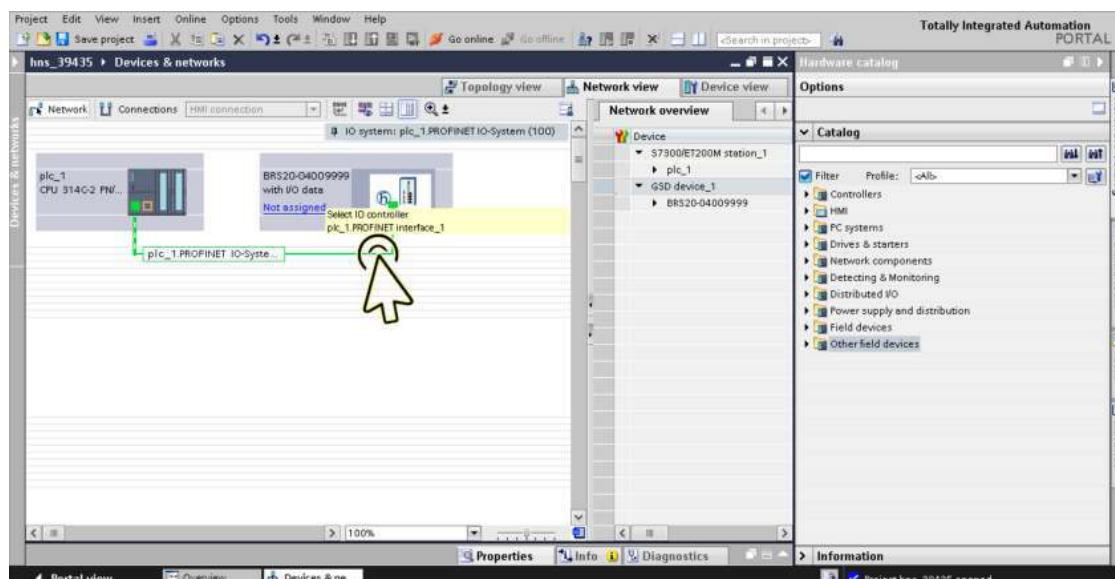 Project Edit View Insert Online Options Tools Window Help
Totally Integrated Automation
PORTAL
Save project
Go online
Go offline
<Search in project>
hns_39435 ▸ Devices & networks
Hardware catalog
Topology view
Network view
Device view
Options
Network
Connections
HMI connection
Network overview
IO system: plc_1.PROFINET IO-System (100)
Catalog
Device
S7300/ET200M station_1
plc_1
GSD device_1
BRS20-04009999
plc_1
CPU 314C-2 PN/...
BRS20-04009999
with I/O data
Not assigned
Select IO controller
plc_1.PROFINET interface_1
plc_1.PROFINET IO-Syste...
Filter
Profile:
<All>
Controllers
HMI
PC systems
Drives & starters
Network components
Detecting & Monitoring
Distributed I/O
Power supply and distribution
Field devices
Other field devices
Devices & networks
100%
Properties
Info
Diagnostics
Information
Portal view
Overview
Devices & ne...
Project hns_39435 opened